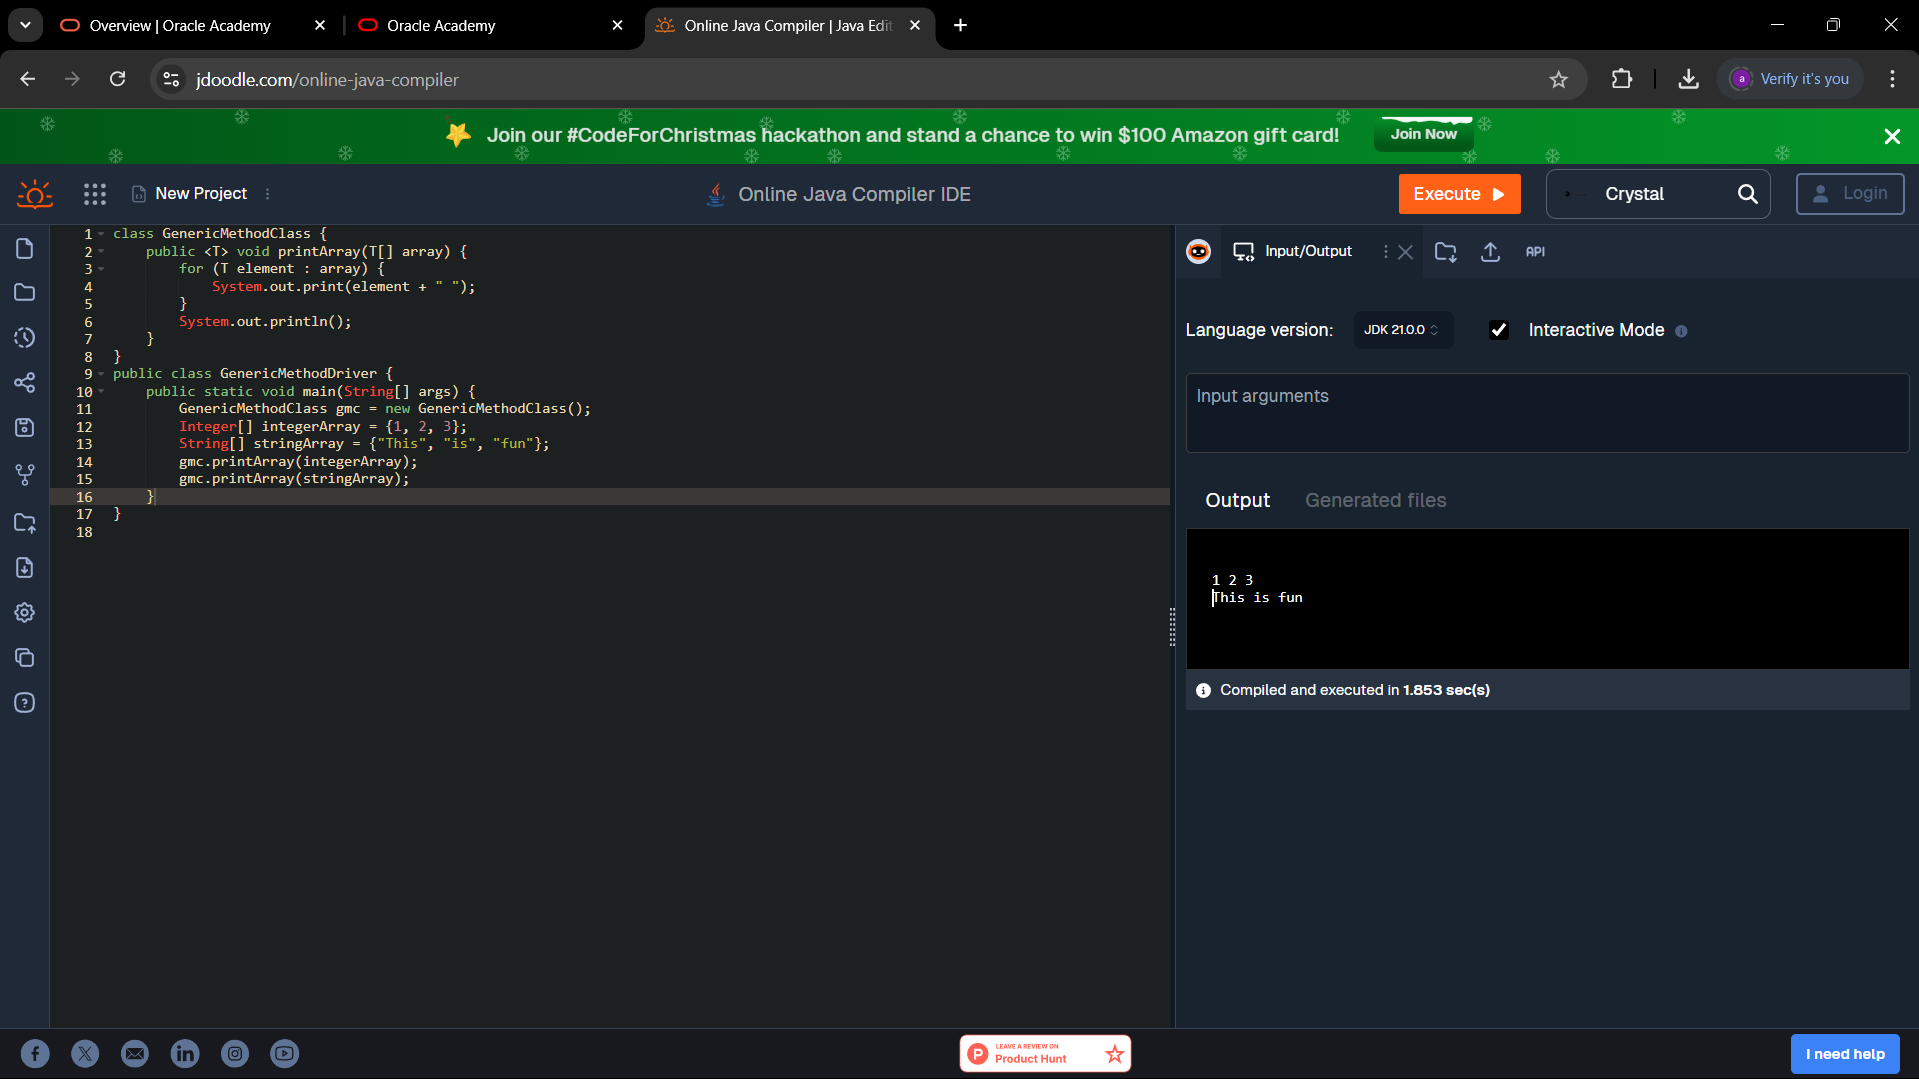 Overview | Oracle Academy
Oracle Academy
Online Java Compiler | Java Edit
jdoodle.com/online-java-compiler
a
Verify it's you
Join our #CodeForChristmas hackathon and stand a chance to win $100 Amazon gift card!
Join Now
New Project
Online Java Compiler IDE
Execute
Crystal
Login
1 class GenericMethodClass {
2 public <T> void printArray(T[] array) {
3 for (T element : array) {
4 System.out.print(element + " ");
5 }
6 System.out.println();
7 }
8 }
9 public class GenericMethodDriver {
10 public static void main(String[] args) {
11 GenericMethodClass gmc = new GenericMethodClass();
12 Integer[] integerArray = {1, 2, 3};
13 String[] stringArray = {"This", "is", "fun"};
14 gmc.printArray(integerArray);
15 gmc.printArray(stringArray);
16 }
17 }
18
Input/Output
API
Language version:
JDK 21.0.0
Interactive Mode
Input arguments
Output
Generated files
1 2 3
This is fun
Compiled and executed in 1.853 sec(s)
LEAVE A REVIEW ON
Product Hunt
I need help